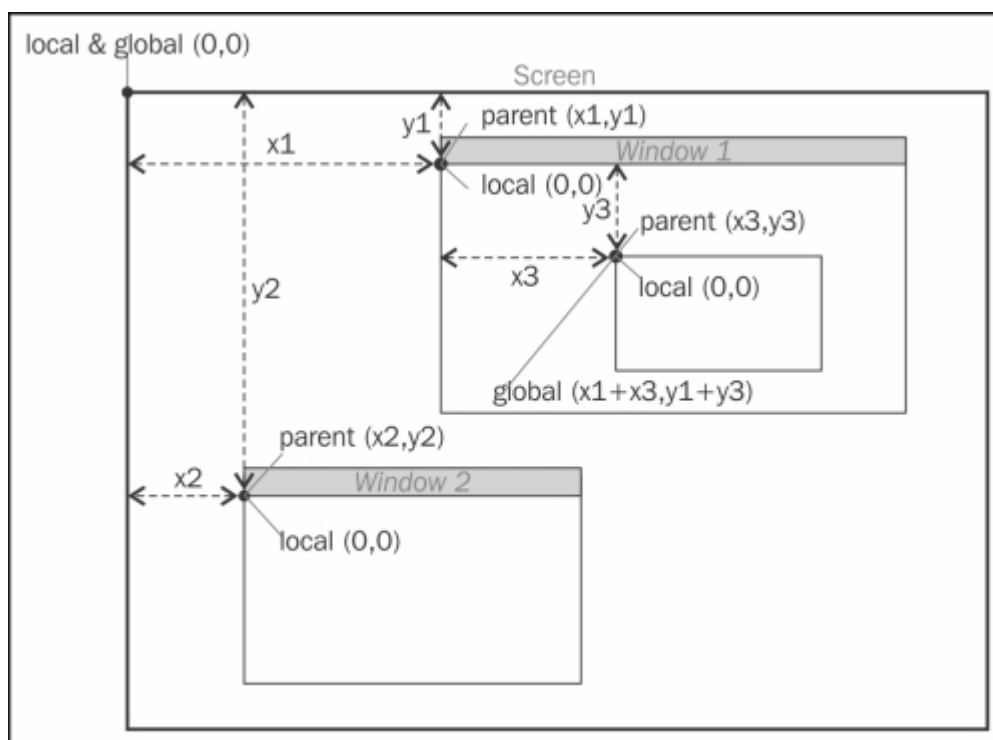 local & global (0,0)
Screen
y1
parent (x1,y1)
x1
Window 1
local (0,0)
y3
parent (x3,y3)
x3
local (0,0)
y2
global (x1+x3,y1+y3)
parent (x2,y2)
x2
Window 2
local (0,0)